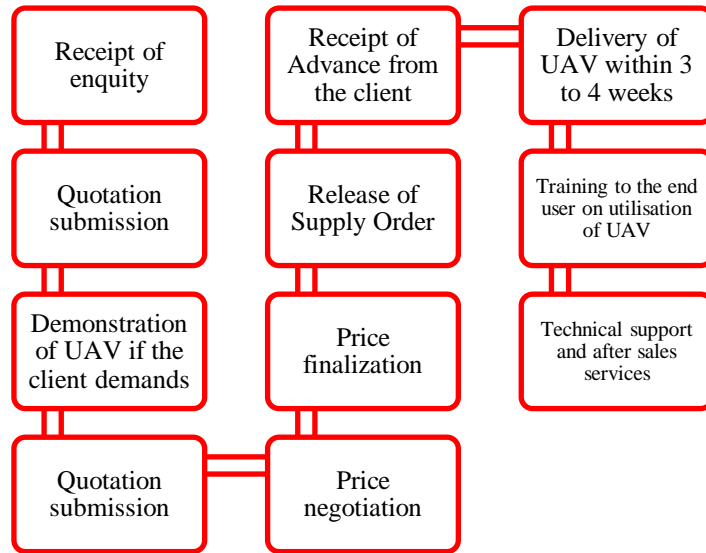 Receipt of
enquity
Quotation
submission
Demonstration
of UAV if the
client demands
Quotation
submission
Price
negotiation
Price
finalization
Release of
Supply Order
Receipt of
Advance from
the client
Delivery of
UAV within 3
to 4 weeks
Training to the end
user on utilisation
of UAV
Technical support
and after sales
services